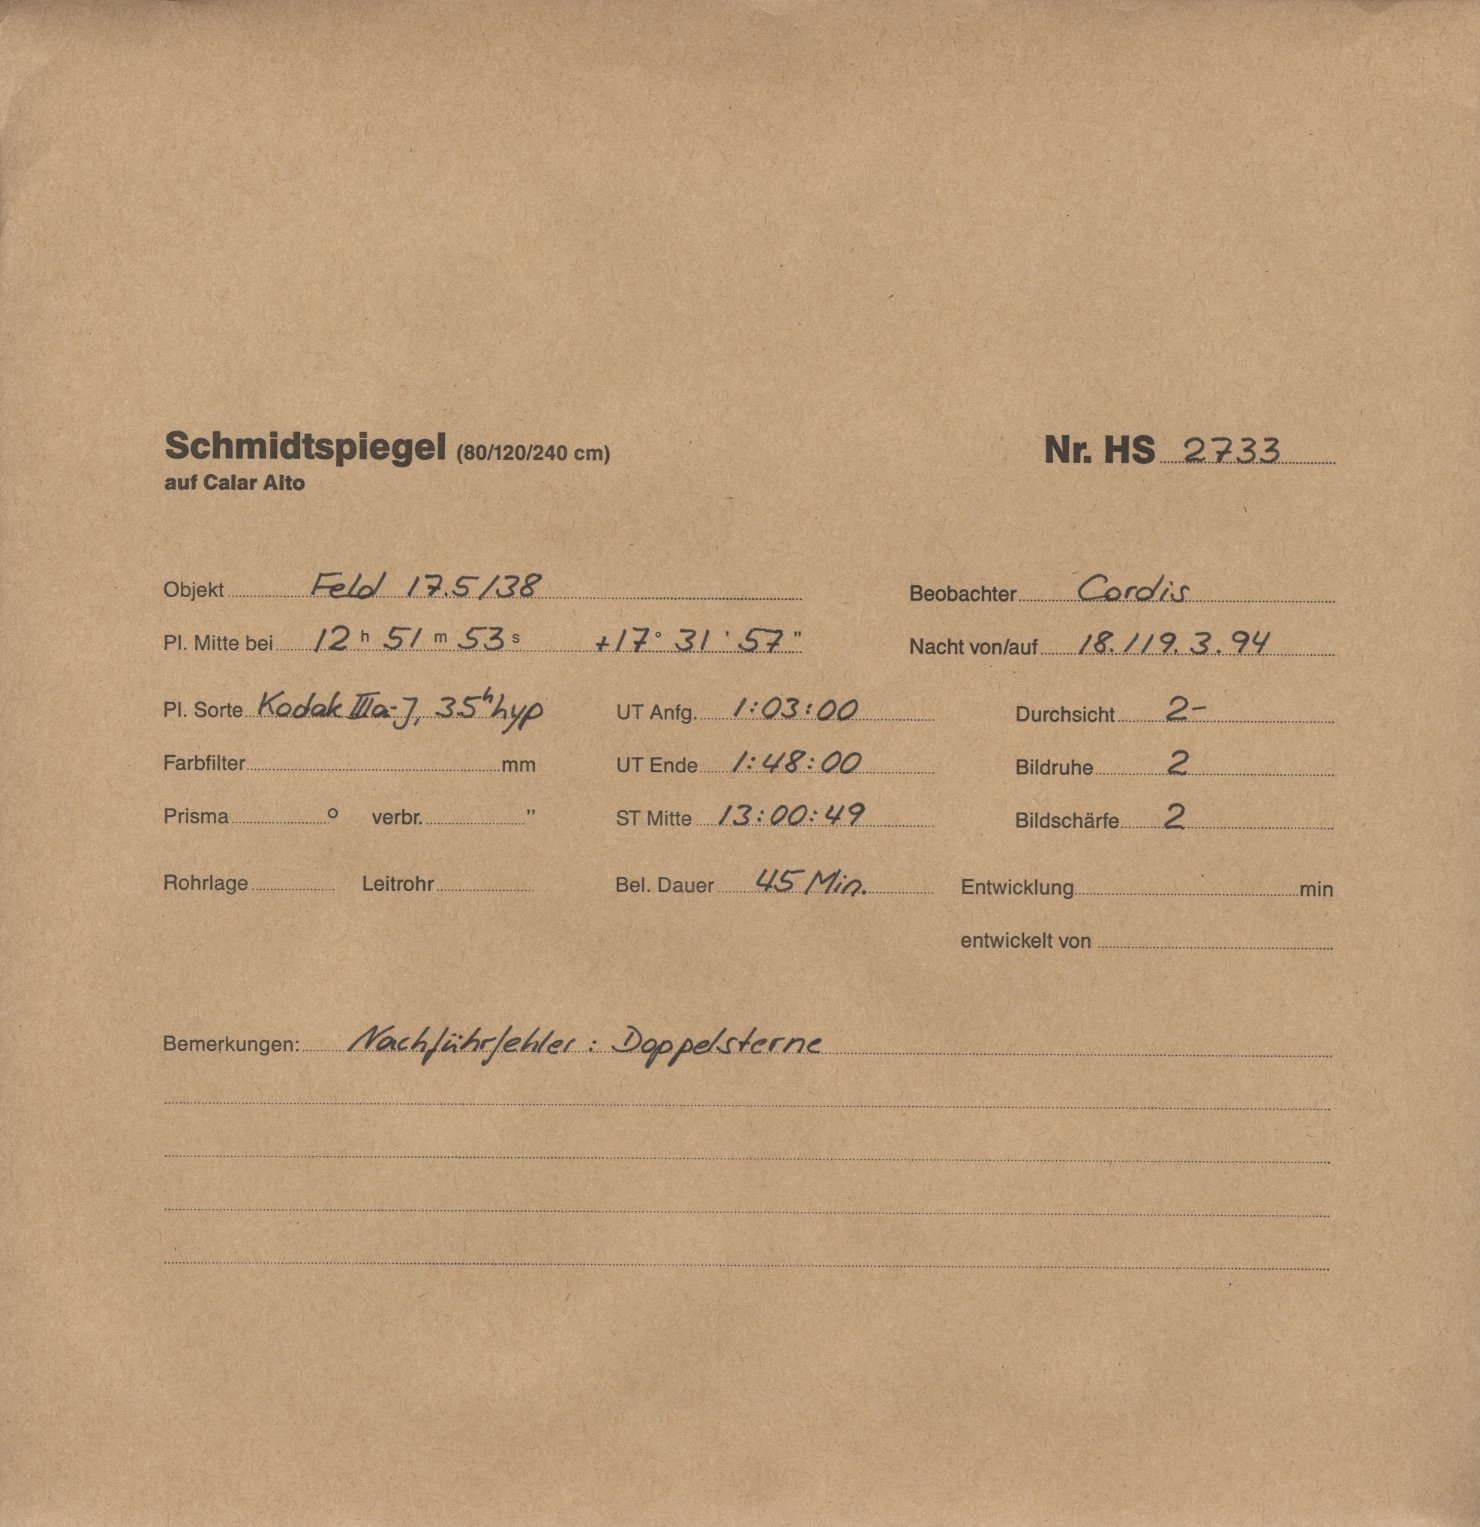 Schmidtspiegel (80/120/240 cm) Nr. HS 2733
auf Calar Alto
Objekt Feld 17.5/38 Beobachter Cordis
Pl. Mitte bei 12 h 51 m 53 s +17° 31 ' 57 " Nacht von/auf 18./19.3.94
Pl. Sorte Kodak IIIa-J, 35h hyp UT Anfg. 1:03:00 Durchsicht 2-
Farbfilter mm UT Ende 1:48:00 Bildruhe 2
Prisma ° verbr. " ST Mitte 13:00:49 Bildschärfe 2
Rohrlage Leitrohr Bel. Dauer 45 Min. Entwicklung min
entwickelt von
Bemerkungen: Nachführfehler: Doppelsterne